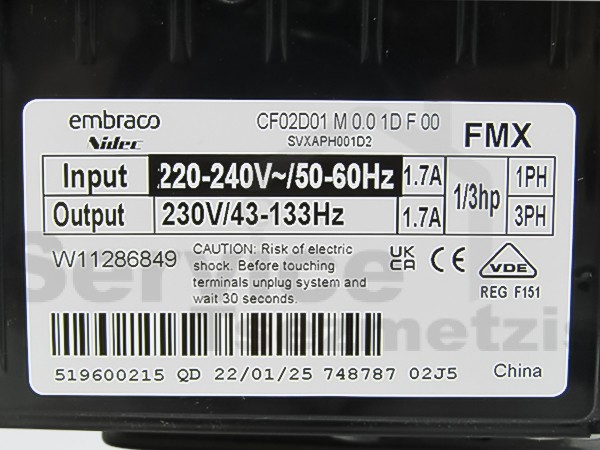 embraco
Nidec
CF02D01 M 0.0 1D F 00
SVXAPH001D2
FMX
Input 220-240V~/50-60Hz 1.7A 1/3hp 1PH
Output 230V/43-133Hz 1.7A 3PH
W11286849
CAUTION: Risk of electric
shock. Before touching
terminals unplug system and
wait 30 seconds.
UK
CA
CE
VDE
REG F151
519600215 QD 22/01/25 748787 02J5
China
Service